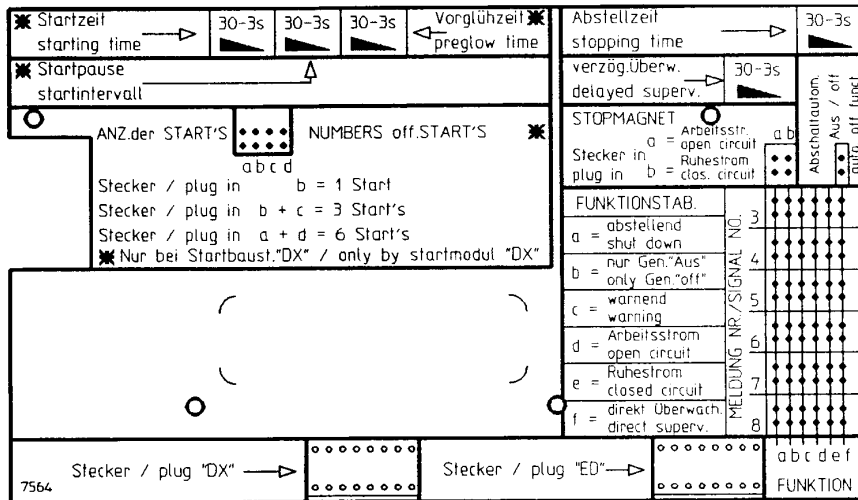 ✱ Startzeit
starting time
30-3s
30-3s
30-3s
Vorglühzeit ✱
preglow time
✱ Startpause
startintervall
ANZ.der START'S
NUMBERS off.START'S ✱
a b c d
Stecker / plug in b = 1 Start
Stecker / plug in b + c = 3 Start's
Stecker / plug in a + d = 6 Start's
✱ Nur bei Startbaust."DX" / only by startmodul "DX"
Abstellzeit
stopping time
30-3s
verzög.Überw.
delayed superv.
30-3s
STOPMAGNET
Stecker in
plug in
a = Arbeitsstr.
open circuit
b = Ruhestrom
clos. circuit
a b
Abschaltautom.
Aus / off
auto off funct
FUNKTIONSTAB.
a = abstellend
shut down
b = nur Gen."Aus"
only Gen."off"
c = warnend
warning
d = Arbeitsstrom
open circuit
e = Ruhestrom
closed circuit
f = direkt Überwach.
direct superv.
MELDUNG NR./SIGNAL NO.
3
4
5
6
7
8
a b c d e f
FUNKTION
Stecker / plug "DX"
Stecker / plug "ED"
7564